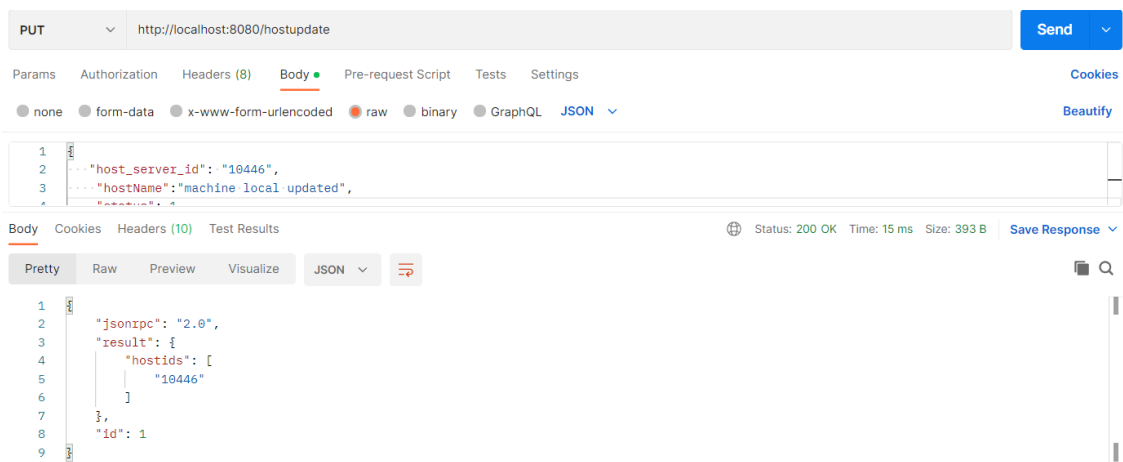 PUT http://localhost:8080/hostupdate Send
Params Authorization Headers (8) Body Pre-request Script Tests Settings Cookies
none form-data x-www-form-urlencoded raw binary GraphQL JSON Beautify
1 {
2 "host_server_id": "10446",
3 "hostName":"machine local updated",
Body Cookies Headers (10) Test Results Status: 200 OK Time: 15 ms Size: 393 B Save Response
Pretty Raw Preview Visualize JSON
1 {
2 "jsonrpc": "2.0",
3 "result": {
4 "hostids": [
5 "10446"
6 ]
7 },
8 "id": 1
9 }